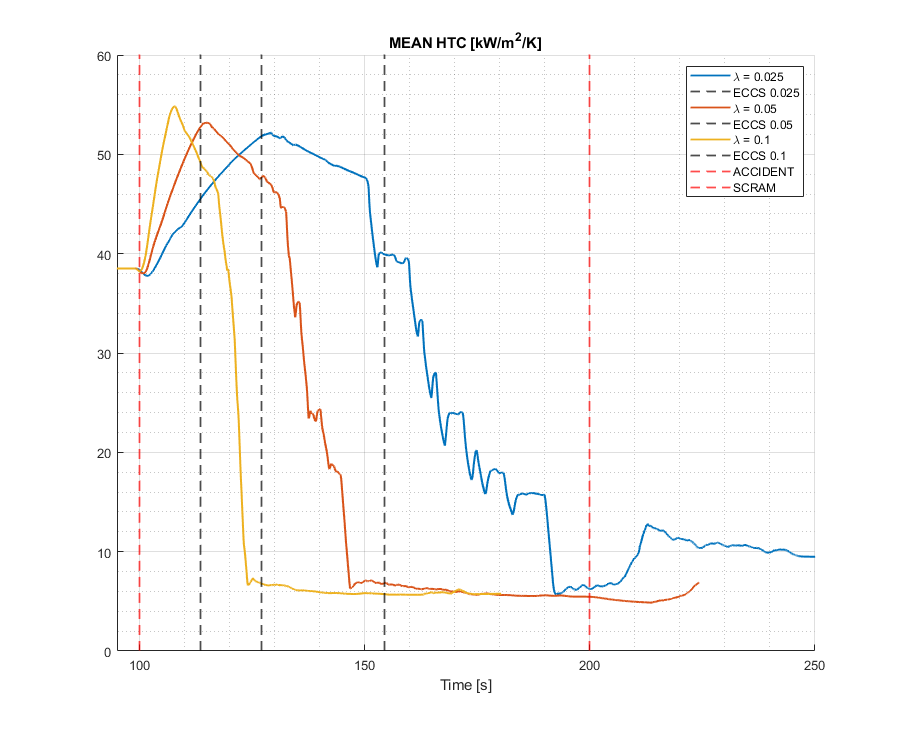 MEAN HTC [kW/m²/K]
60
50
40
30
20
10
0
100
150
200
250
Time [s]
λ = 0.025
ECCS 0.025
λ = 0.05
ECCS 0.05
λ = 0.1
ECCS 0.1
ACCIDENT
SCRAM